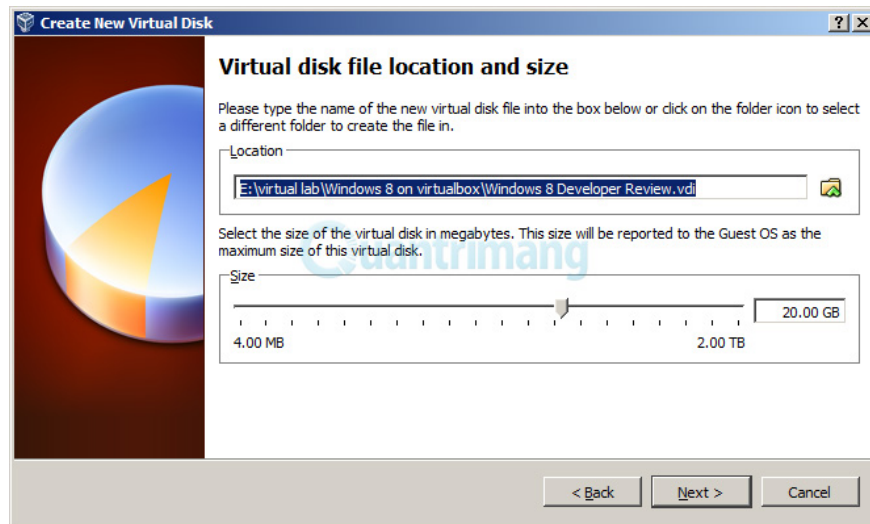 Create New Virtual Disk
Virtual disk file location and size
Please type the name of the new virtual disk file into the box below or click on the folder icon to select
a different folder to create the file in.
Location
E:\virtual lab\Windows 8 on virtualbox\Windows 8 Developer Review.vdi
Select the size of the virtual disk in megabytes. This size will be reported to the Guest OS as the
maximum size of this virtual disk.
Quantrimang
Size
20.00 GB
4.00 MB 2.00 TB
< Back Next > Cancel